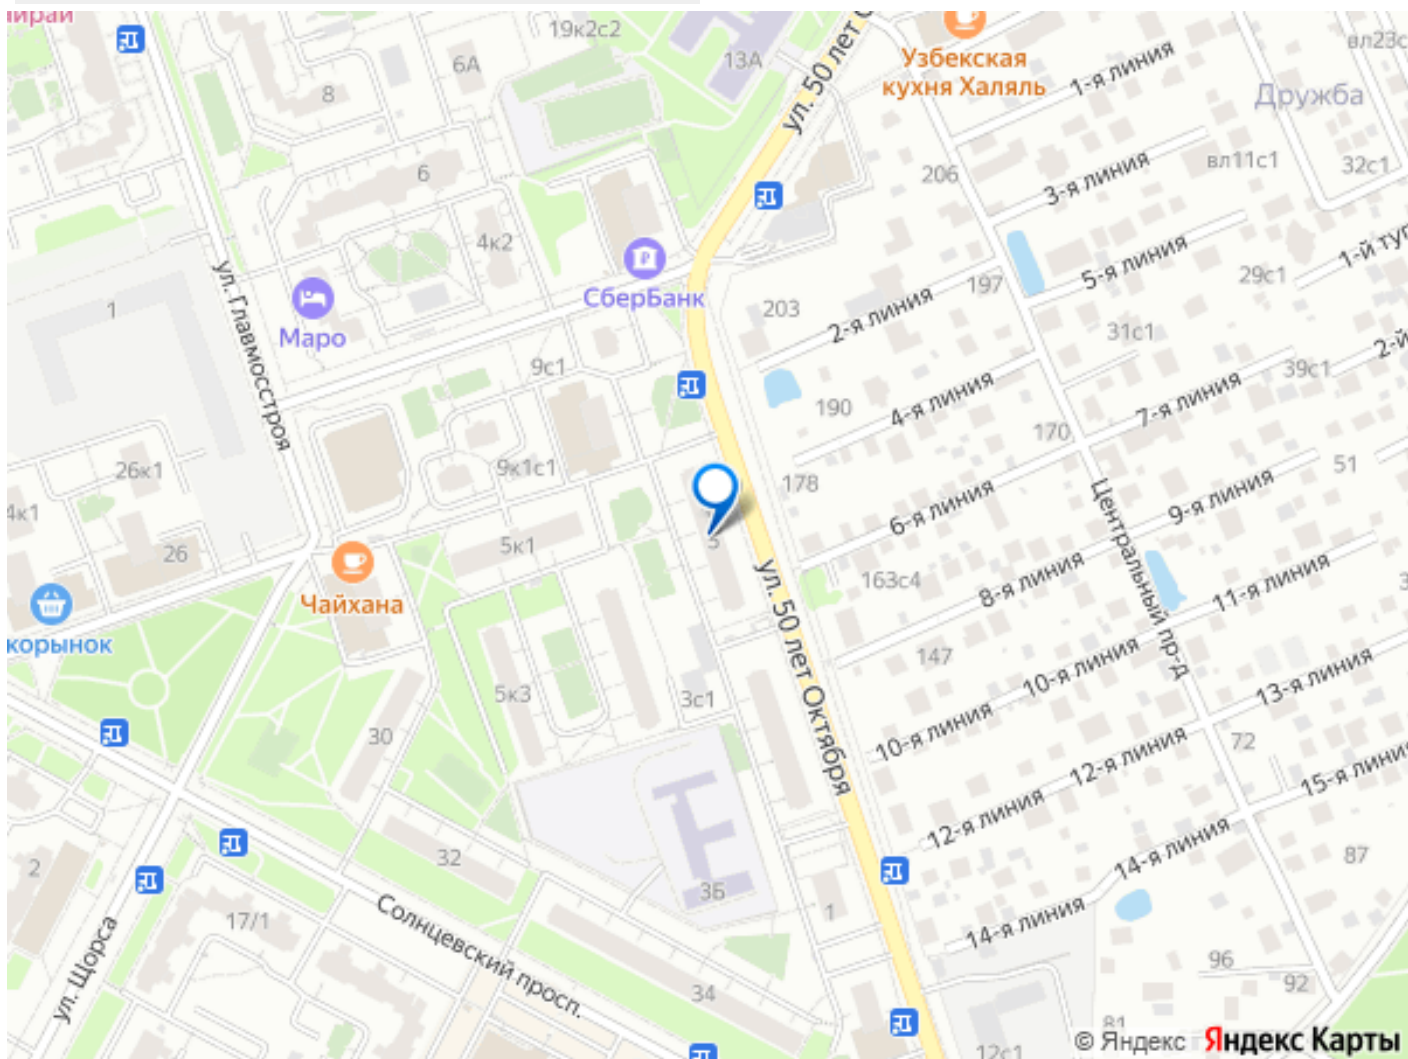 19к2с2
13А
6А
8
ул. 50 лет О
Узбекская
кухня Халяль
1-я линия
вл23с
Дружба
206
3-я линия
вл11с1
32с1
6
4к2
СберБанк
ул. Главмосстроя
1
Маро
203
2-я линия
197
5-я линия
29с1
1-й туп
31с1
9с1
190
4-я линия
39с1
2-й
7-я линия
170
26к1
9к1с1
178
51
4к1
6-я линия
Центральный пр-д
9-я линия
26
5к1
5
163с4
8-я линия
11-я линия
Чайхана
корынок
ул. 50 лет Октября
147
10-я линия
13-я линия
5к3
3с1
30
10-я линия
72
12-я линия
15-я линия
12-я линия
14-я линия
87
2
32
3Б
1
17/1
Солнцевский просп.
14-я линия
ул. Щорса
34
96
92
81
12с1
© Яндекс Яндекс Карты